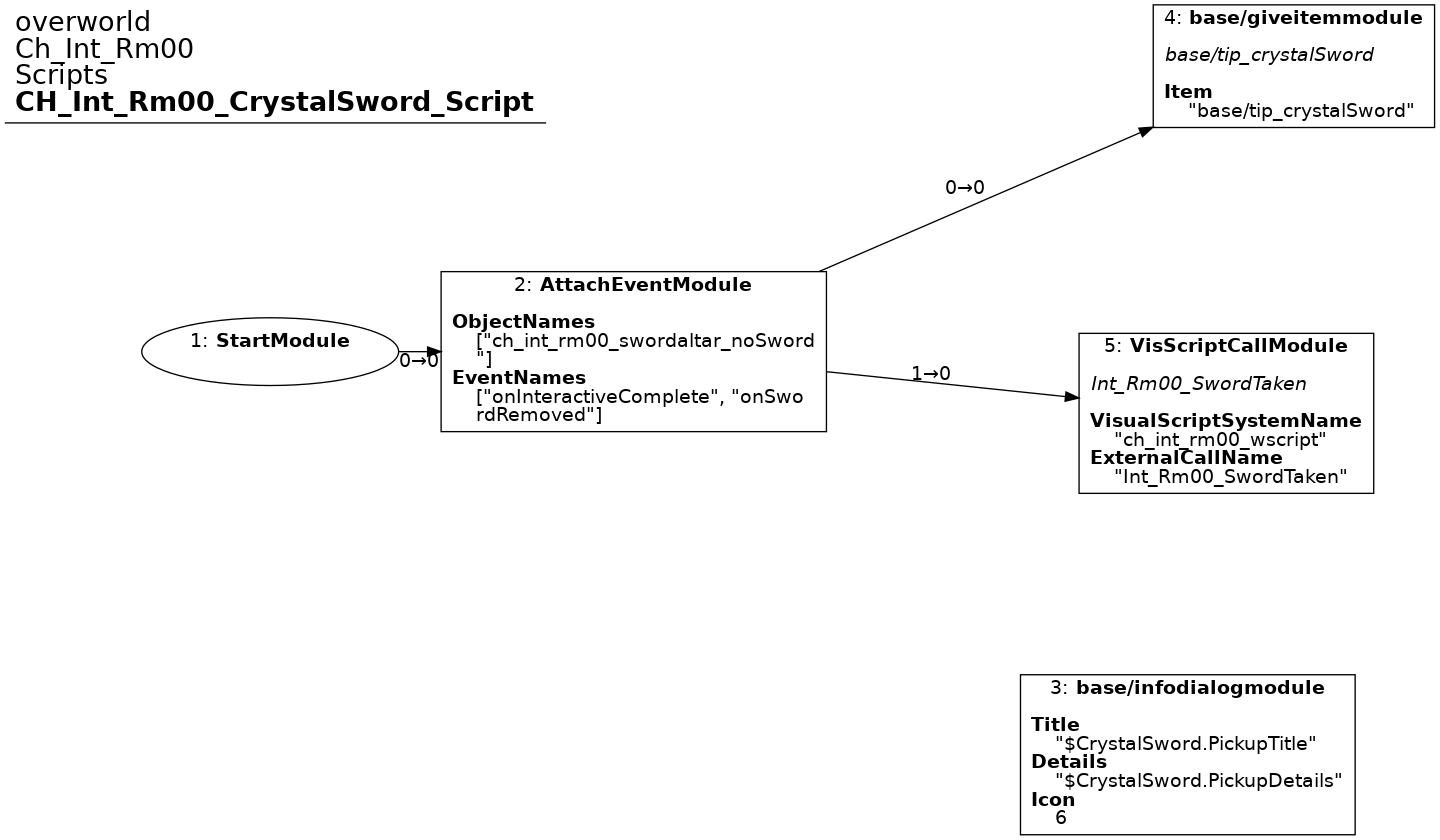 overworld
Ch_Int_Rm00
Scripts
CH_Int_Rm00_CrystalSword_Script
4: base/giveitemmodule
base/tip_crystalSword
Item
"base/tip_crystalSword"
0→0
1: StartModule
0→0
2: AttachEventModule
ObjectNames
["ch_int_rm00_swordaltar_noSword
"]
EventNames
["onInteractiveComplete", "onSwo
rdRemoved"]
1→0
5: VisScriptCallModule
Int_Rm00_SwordTaken
VisualScriptSystemName
"ch_int_rm00_wscript"
ExternalCallName
"Int_Rm00_SwordTaken"
3: base/infodialogmodule
Title
"$CrystalSword.PickupTitle"
Details
"$CrystalSword.PickupDetails"
Icon
6